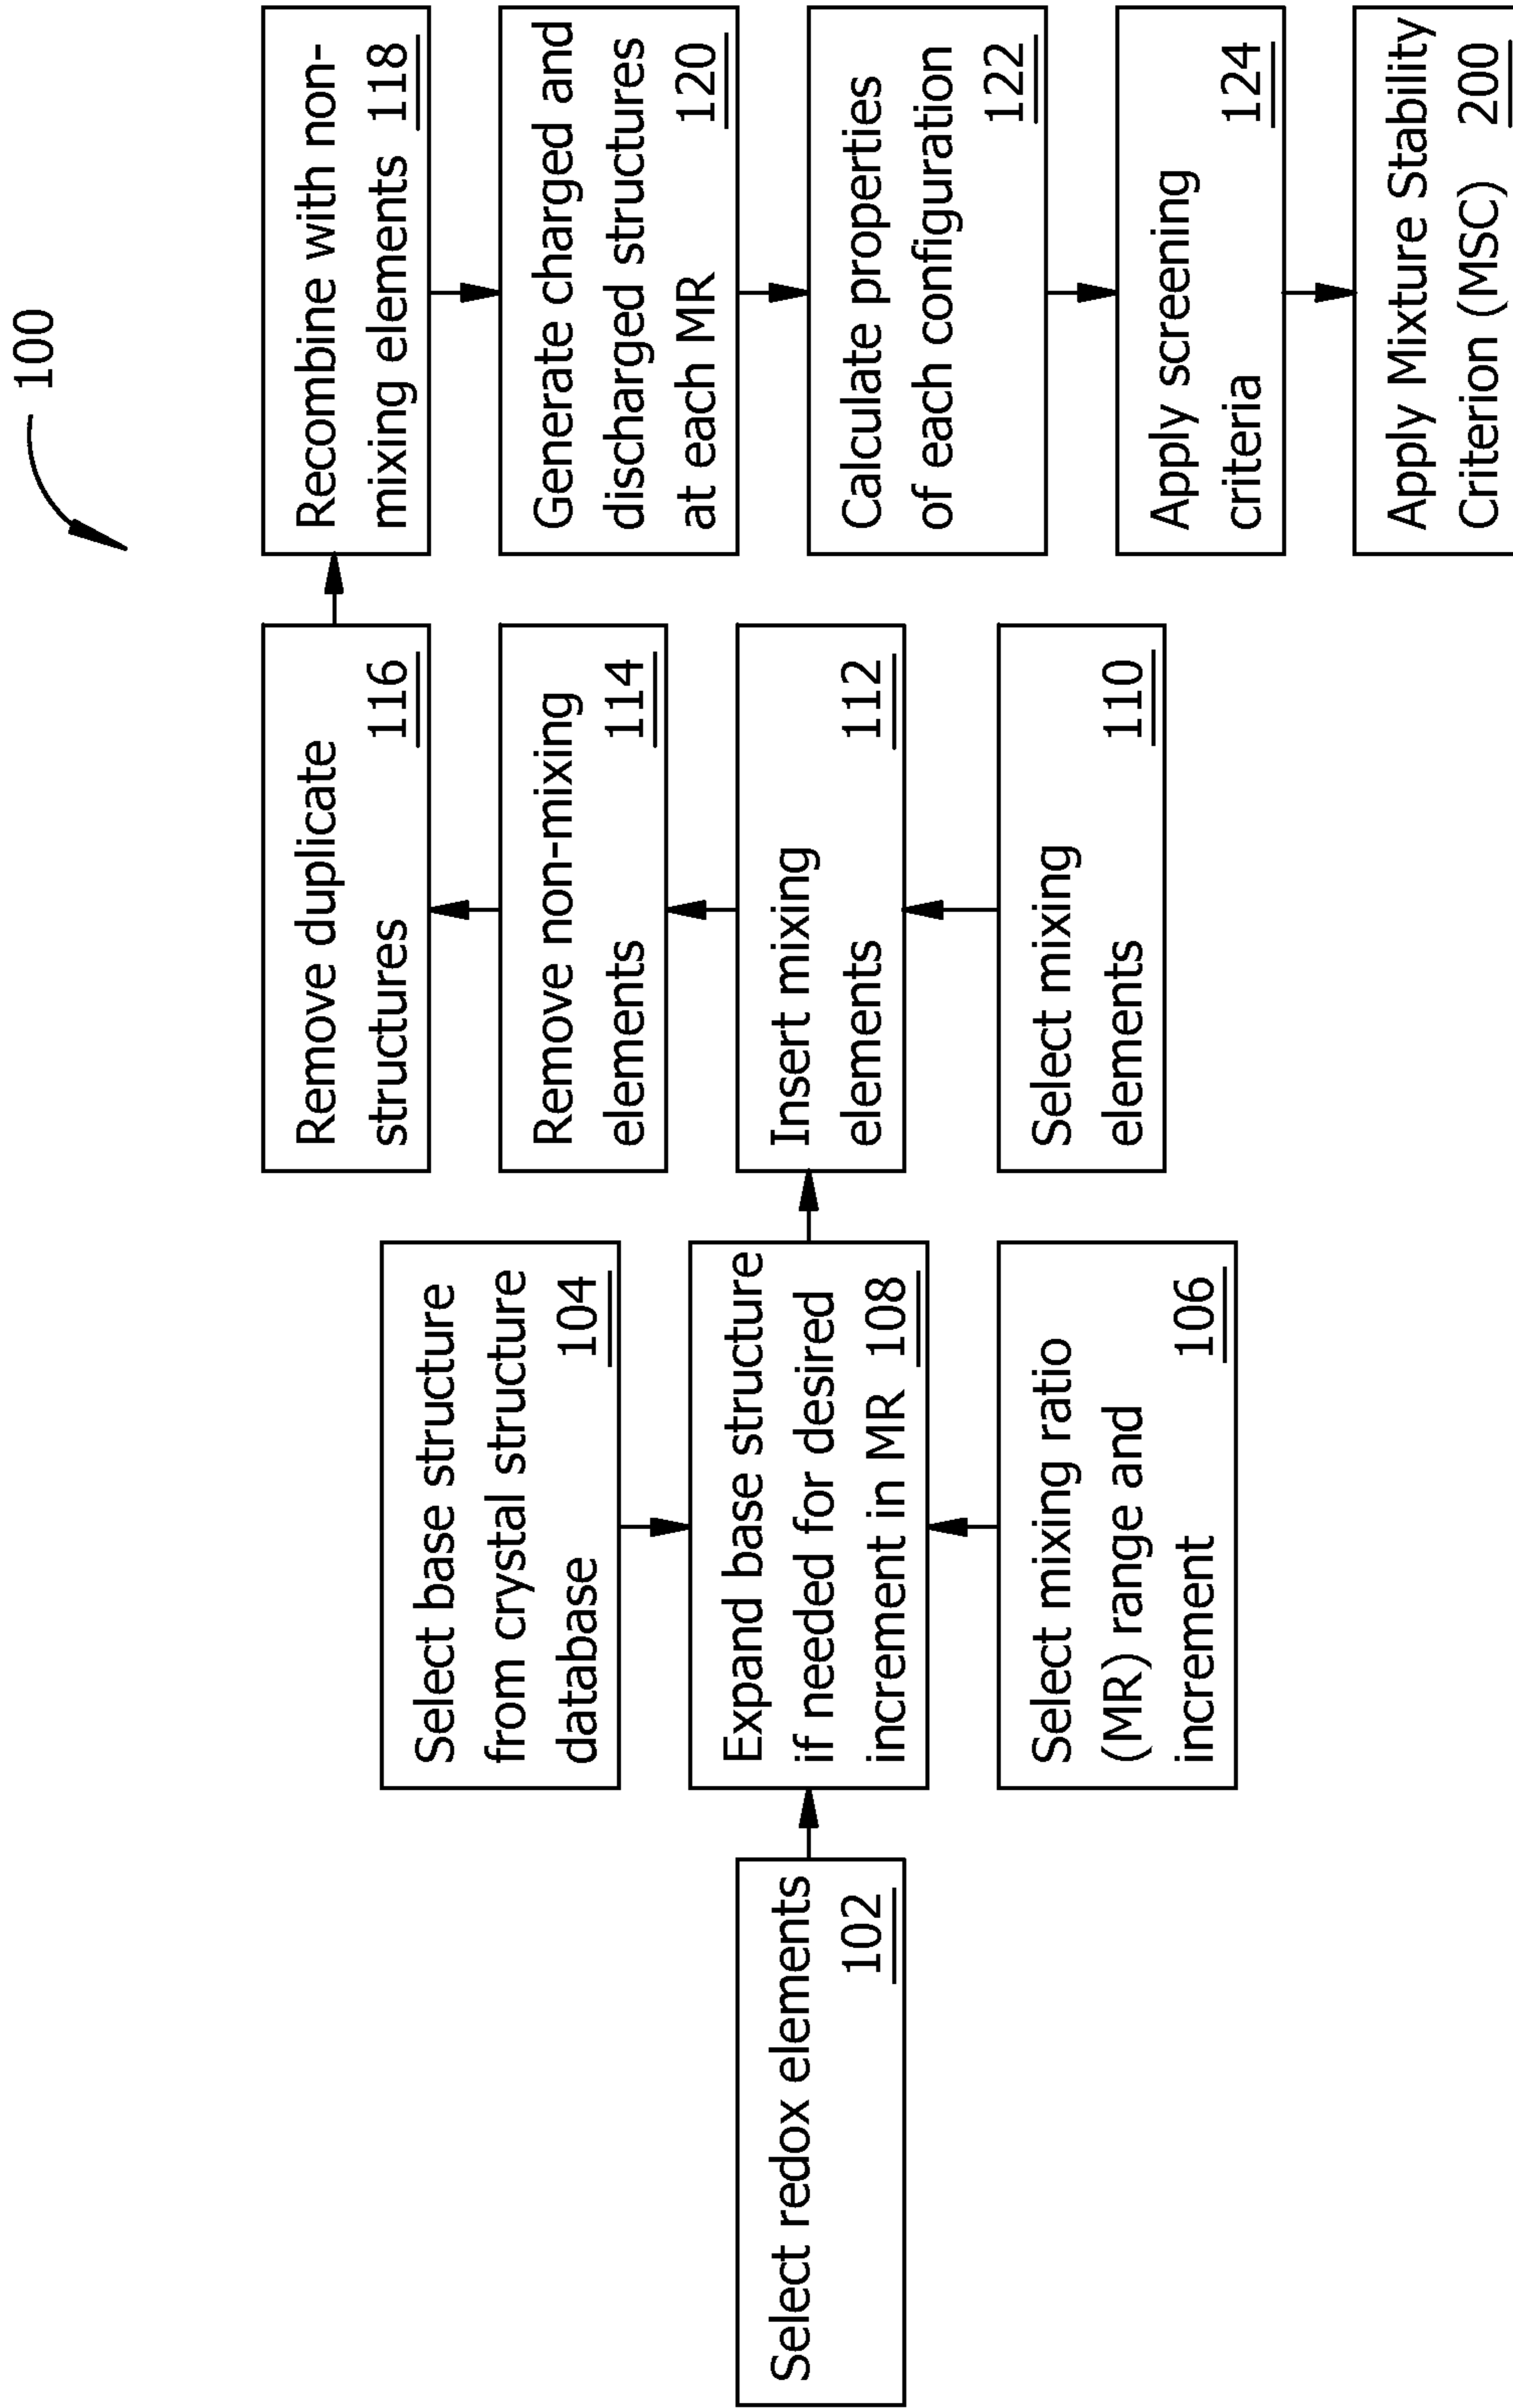 100
Select redox elements
102
Select base structure
from crystal structure
database
104
Expand base structure
if needed for desired
increment in MR 108
Select mixing ratio
(MR) range and
increment
106
Select mixing
110
elements
Insert mixing
112
elements
Remove non-mixing
114
elements
Remove duplicate
116
structures
Recombine with non-
mixing elements 118
Generate charged and
discharged structures
at each MR 120
Calculate properties
of each configuration
122
Apply screening
criteria 124
Apply Mixture Stability
Criterion (MSC) 200